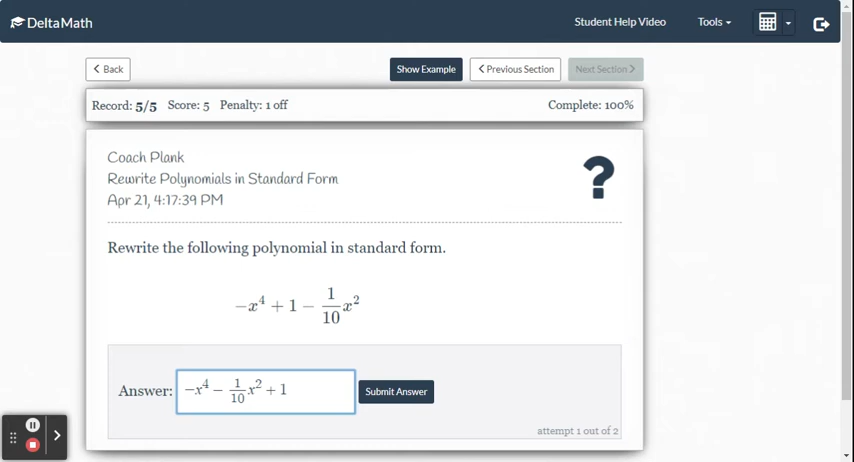 DeltaMath Student Help Video Tools
Back Show Example Previous Section Next Section
Record: 5/5 Score: 5 Penalty: 1 off Complete: 100%
Coach Plank
Rewrite Polynomials in Standard Form
Apr 21, 4:17:39 PM
?
Rewrite the following polynomial in standard form.
−x⁴ + 1 − 1/10 x²
Answer: −x⁴ − 1/10 x² + 1 Submit Answer
attempt 1 out of 2